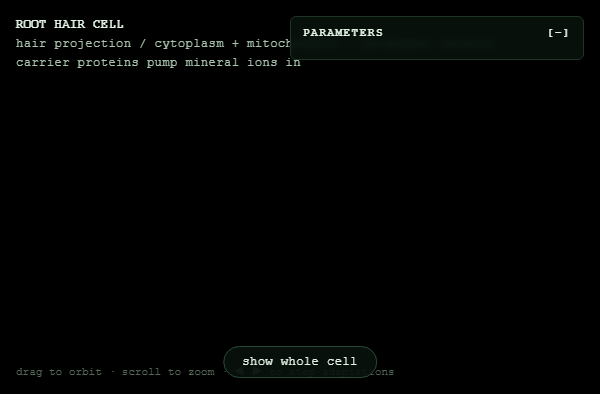 ROOT HAIR CELL
hair projection / cytoplasm + mitoch
carrier proteins pump mineral ions in
PARAMETERS
[−]
show whole cell
drag to orbit · scroll to zoom